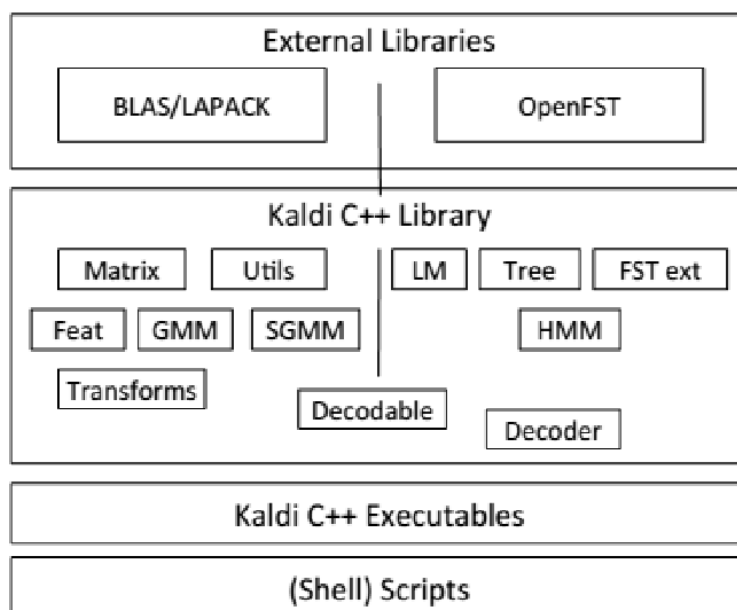 External Libraries
BLAS/LAPACK OpenFST
Kaldi C++ Library
Matrix Utils LM Tree FST ext
Feat GMM SGMM HMM
Transforms
Decodable
Decoder
Kaldi C++ Executables
(Shell) Scripts